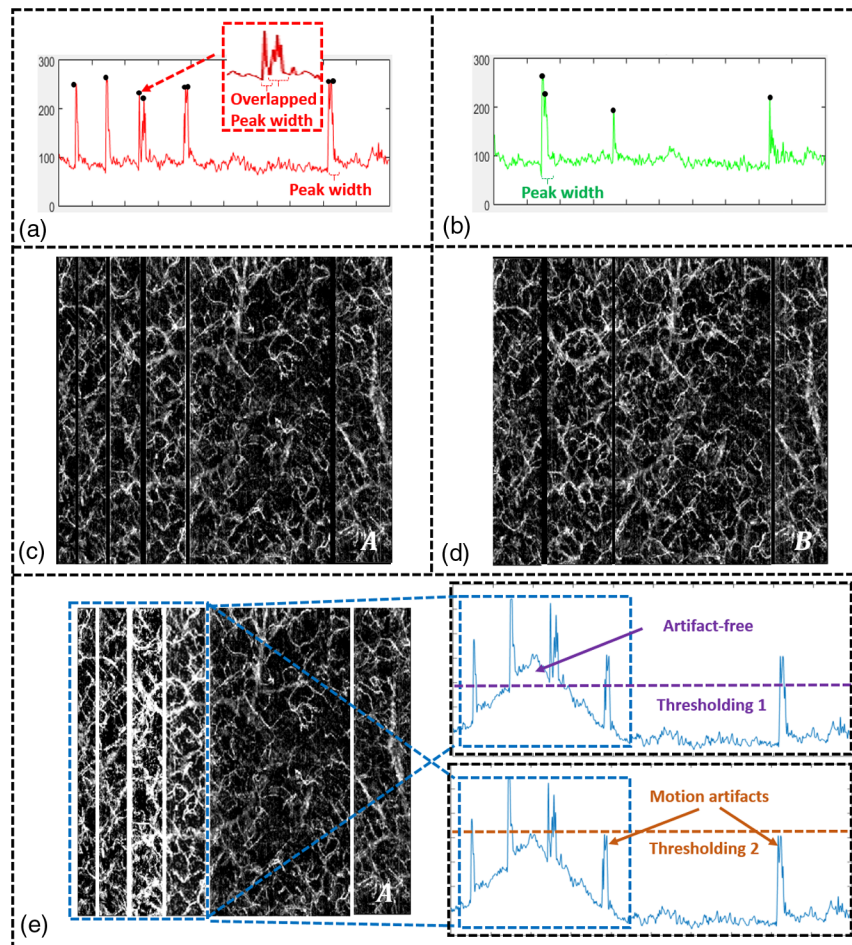 300
200
100
0
Overlapped
Peak width
Peak width
(a)
300
200
100
0
Peak width
(b)
A
(c)
B
(d)
Artifact-free
Thresholding 1
Motion artifacts
Thresholding 2
A
(e)